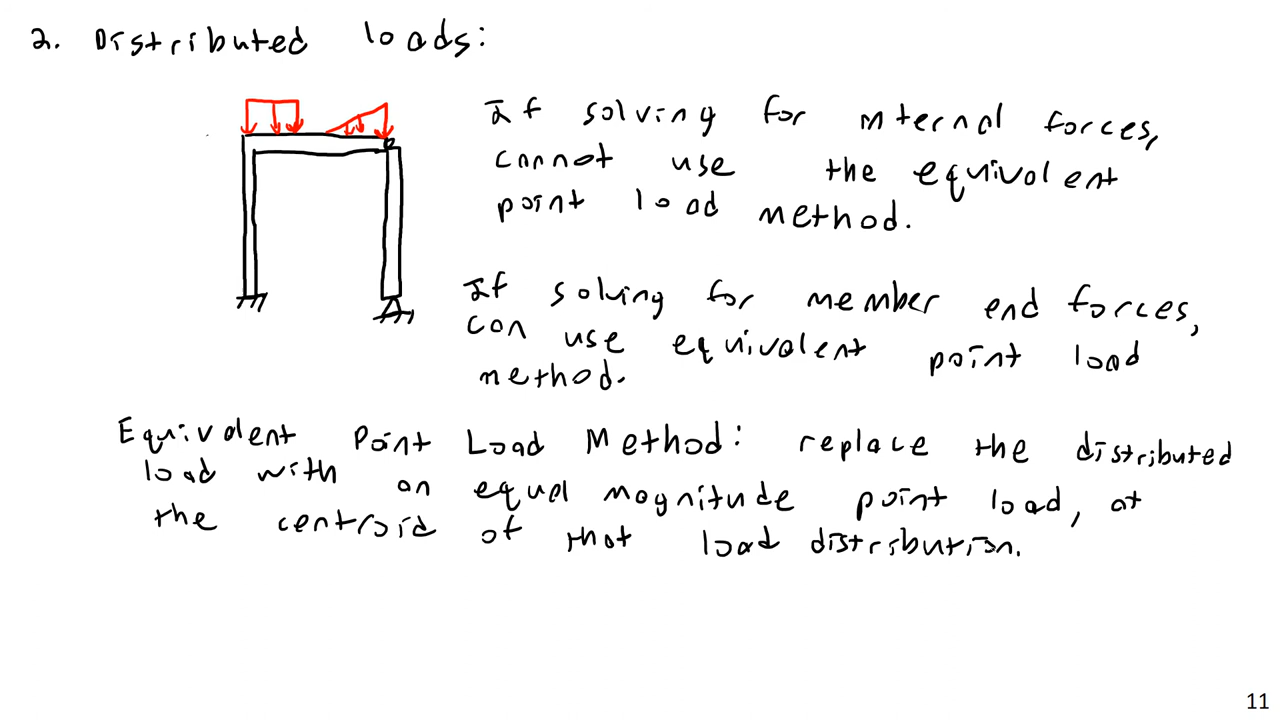 2. Distributed loads:
If solving for internal forces,
cannot use the equivalent
point load method.
If solving for member end forces,
can use equivalent point load
method.
Equivalent Point Load Method: replace the distributed
load with an equal magnitude point load, at
the centroid of that load distribution.
11